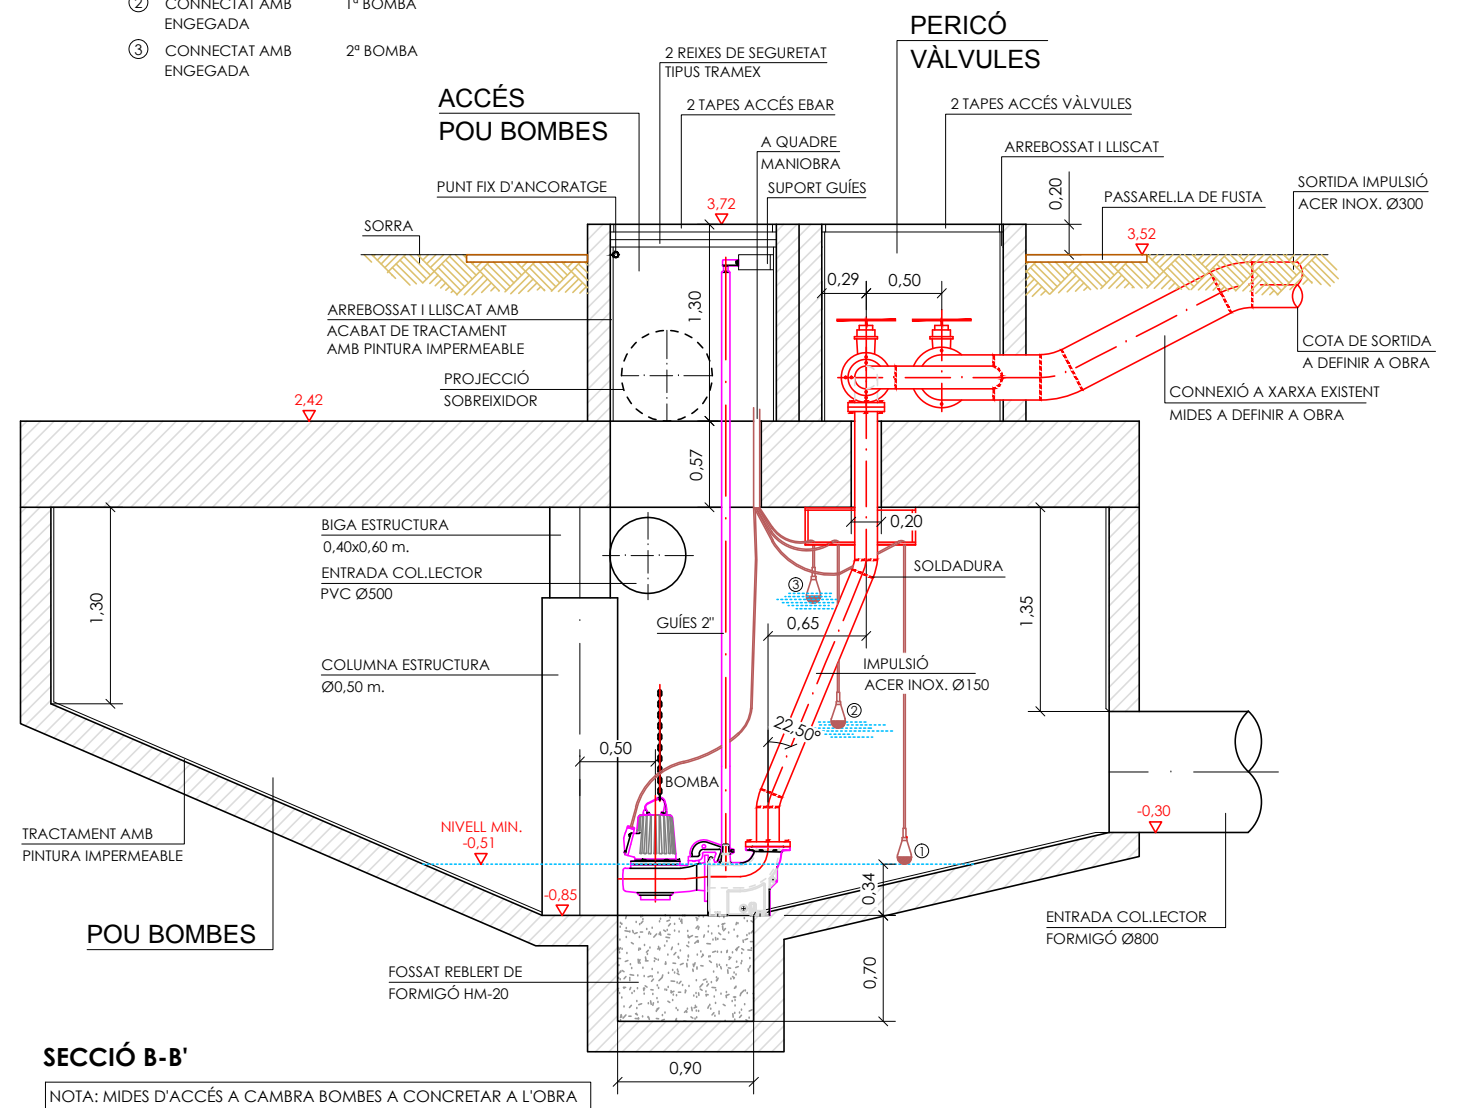 ② CONNECTAT AMB 1ª BOMBA
ENGEGADA
③ CONNECTAT AMB 2ª BOMBA
ENGEGADA
PERICÓ
VÀLVULES
2 REIXES DE SEGURETAT
TIPUS TRAMEX
ACCÉS
POU BOMBES
2 TAPES ACCÉS EBAR
2 TAPES ACCÉS VÀLVULES
A QUADRE
MANIOBRA
ARREBOSSAT I LLISCAT
PUNT FIX D'ANCORATGE
SUPORT GUÍES
0,20
PASSAREL.LA DE FUSTA
SORTIDA IMPULSIÓ
ACER INOX. Ø300
3,72
SORRA
3,52
0,29
0,50
1,30
ARREBOSSAT I LLISCAT AMB
ACABAT DE TRACTAMENT
AMB PINTURA IMPERMEABLE
COTA DE SORTIDA
A DEFINIR A OBRA
PROJECCIÓ
SOBREIXIDOR
CONNEXIÓ A XARXA EXISTENT
MIDES A DEFINIR A OBRA
2,42
0,57
BIGA ESTRUCTURA
0,40x0,60 m.
0,20
ENTRADA COL.LECTOR
PVC Ø500
SOLDADURA
③
1,30
1,35
GUÍES 2"
0,65
COLUMNA ESTRUCTURA
Ø0,50 m.
IMPULSIÓ
ACER INOX. Ø150
②
22,50°
0,50
BOMBA
-0,30
NIVELL MIN.
-0,51
TRACTAMENT AMB
PINTURA IMPERMEABLE
①
0,34
-0,85
POU BOMBES
ENTRADA COL.LECTOR
FORMIGÓ Ø800
FOSSAT REBLERT DE
FORMIGÓ HM-20
0,70
SECCIÓ B-B'
0,90
NOTA: MIDES D'ACCÉS A CAMBRA BOMBES A CONCRETAR A L'OBRA